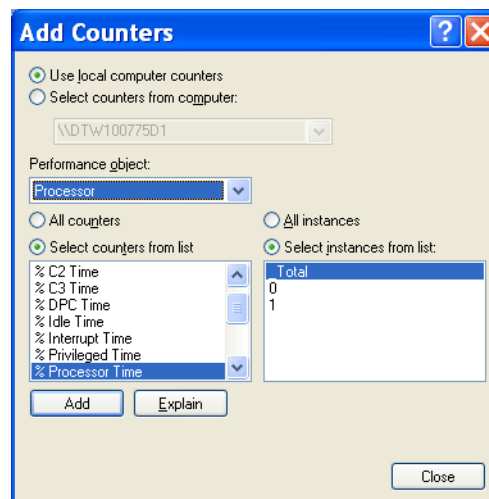 Add Counters
Use local computer counters
Select counters from computer:
\\DTW100775D1
Performance object:
Processor
All counters
All instances
Select counters from list
Select instances from list:
% C2 Time
% C3 Time
% DPC Time
% Idle Time
% Interrupt Time
% Privileged Time
% Processor Time
_Total
0
1
Add
Explain
Close